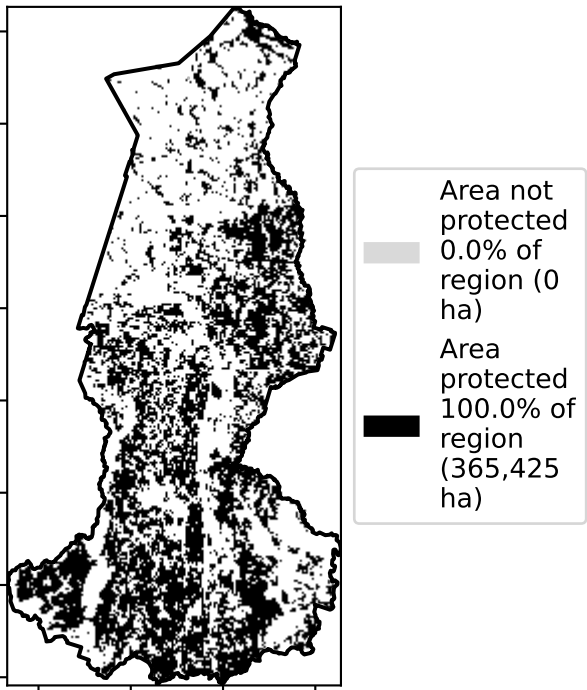 Area not
protected
0.0% of
region (0
ha)
Area
protected
100.0% of
region
(365,425
ha)